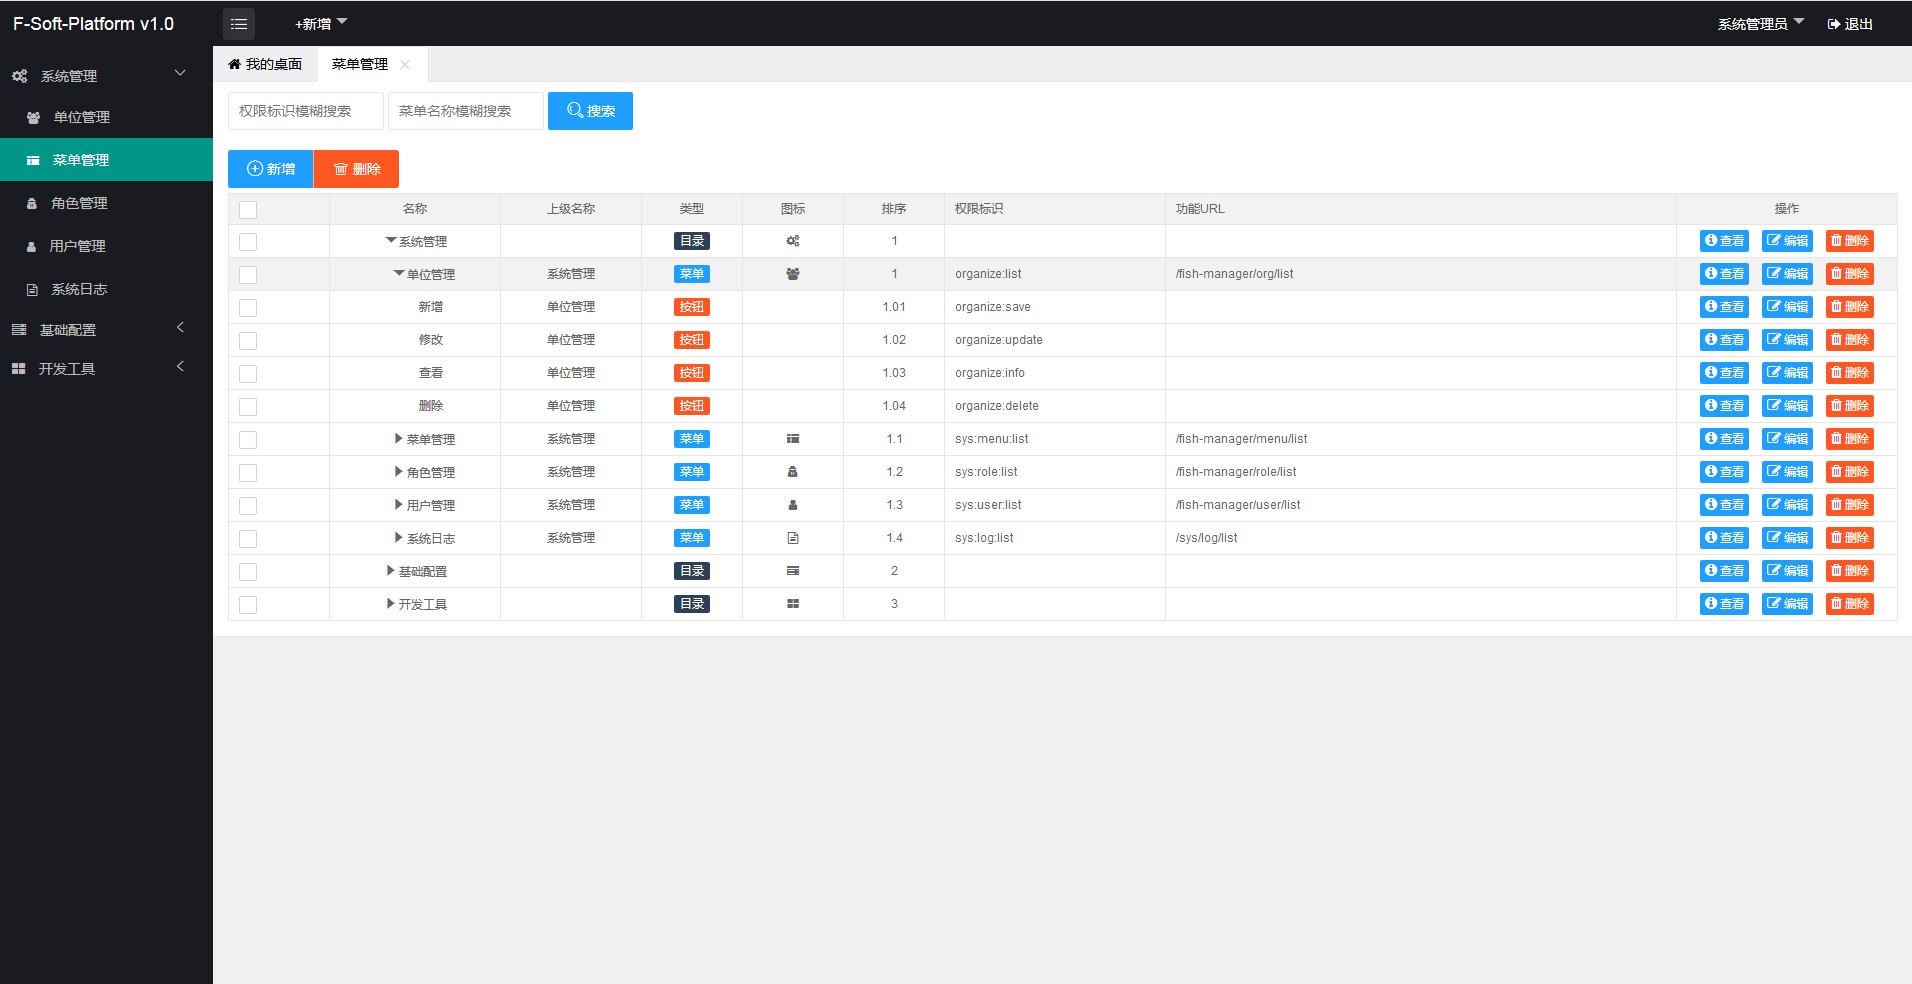 F-Soft-Platform v1.0
+新增
系统管理员
退出
系统管理
单位管理
菜单管理
角色管理
用户管理
系统日志
基础配置
开发工具
我的桌面
菜单管理
权限标识模糊搜索
菜单名称模糊搜索
搜索
新增
删除
名称 上级名称 类型 图标 排序 权限标识 功能URL 操作
系统管理 目录 1 查看 编辑 删除
单位管理 系统管理 菜单 1 organize:list /fish-manager/org/list 查看 编辑 删除
新增 单位管理 按钮 1.01 organize:save 查看 编辑 删除
修改 单位管理 按钮 1.02 organize:update 查看 编辑 删除
查看 单位管理 按钮 1.03 organize:info 查看 编辑 删除
删除 单位管理 按钮 1.04 organize:delete 查看 编辑 删除
菜单管理 系统管理 菜单 1.1 sys:menu:list /fish-manager/menu/list 查看 编辑 删除
角色管理 系统管理 菜单 1.2 sys:role:list /fish-manager/role/list 查看 编辑 删除
用户管理 系统管理 菜单 1.3 sys:user:list /fish-manager/user/list 查看 编辑 删除
系统日志 系统管理 菜单 1.4 sys:log:list /sys/log/list 查看 编辑 删除
基础配置 目录 2 查看 编辑 删除
开发工具 目录 3 查看 编辑 删除